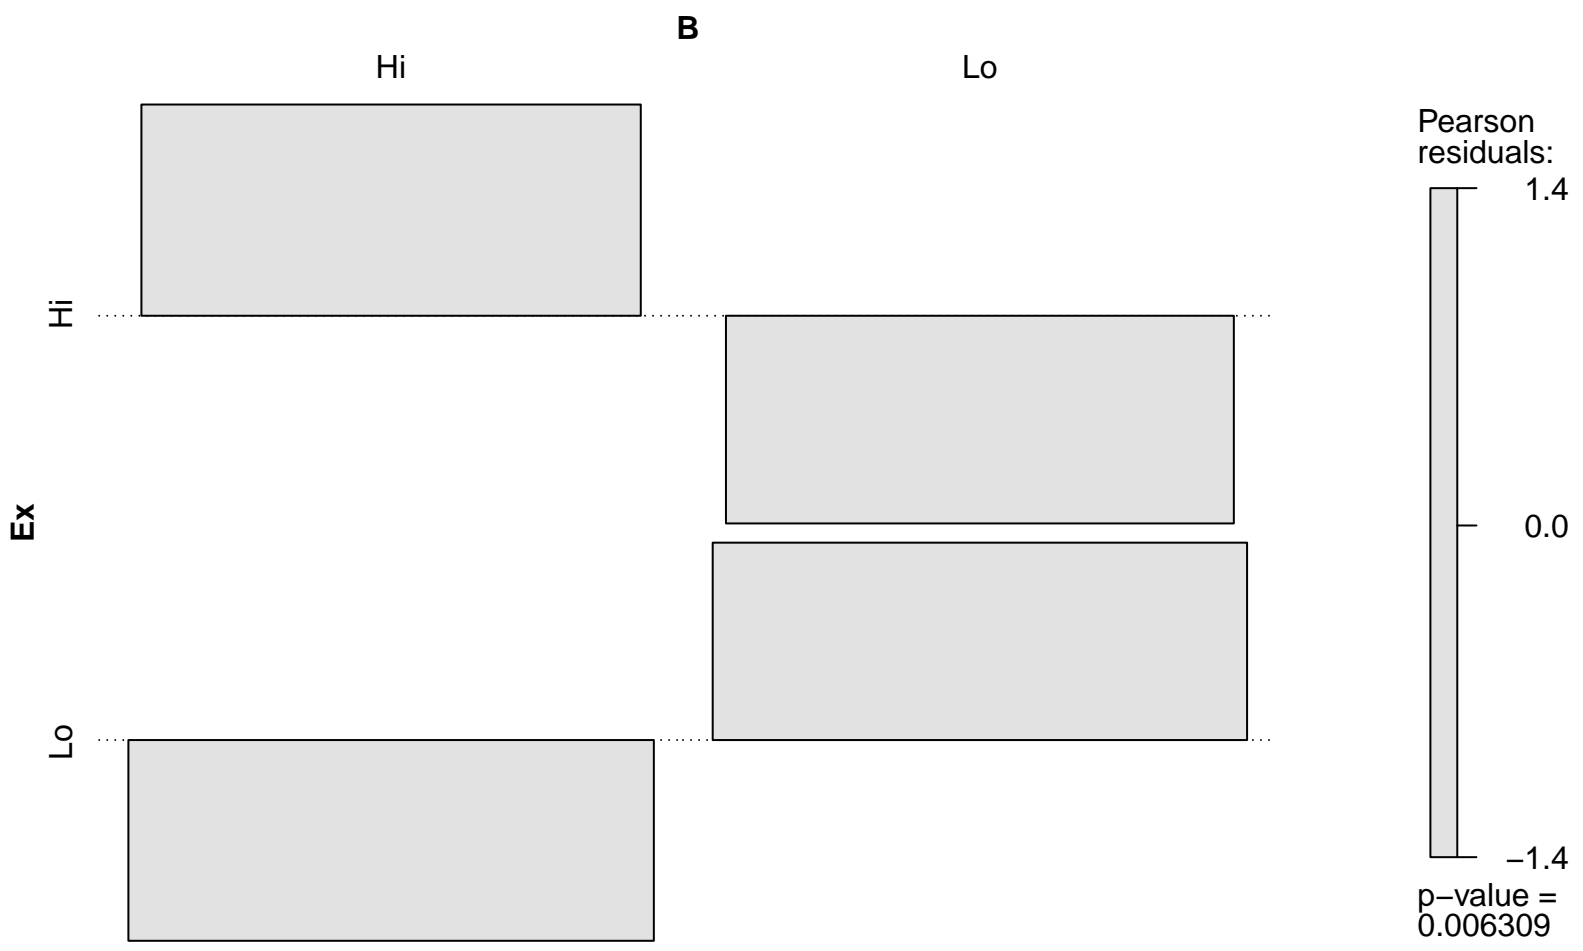 B
Hi
Lo
Ex
Hi
Lo
Pearson
residuals:
1.4
0.0
−1.4
p−value =
0.006309